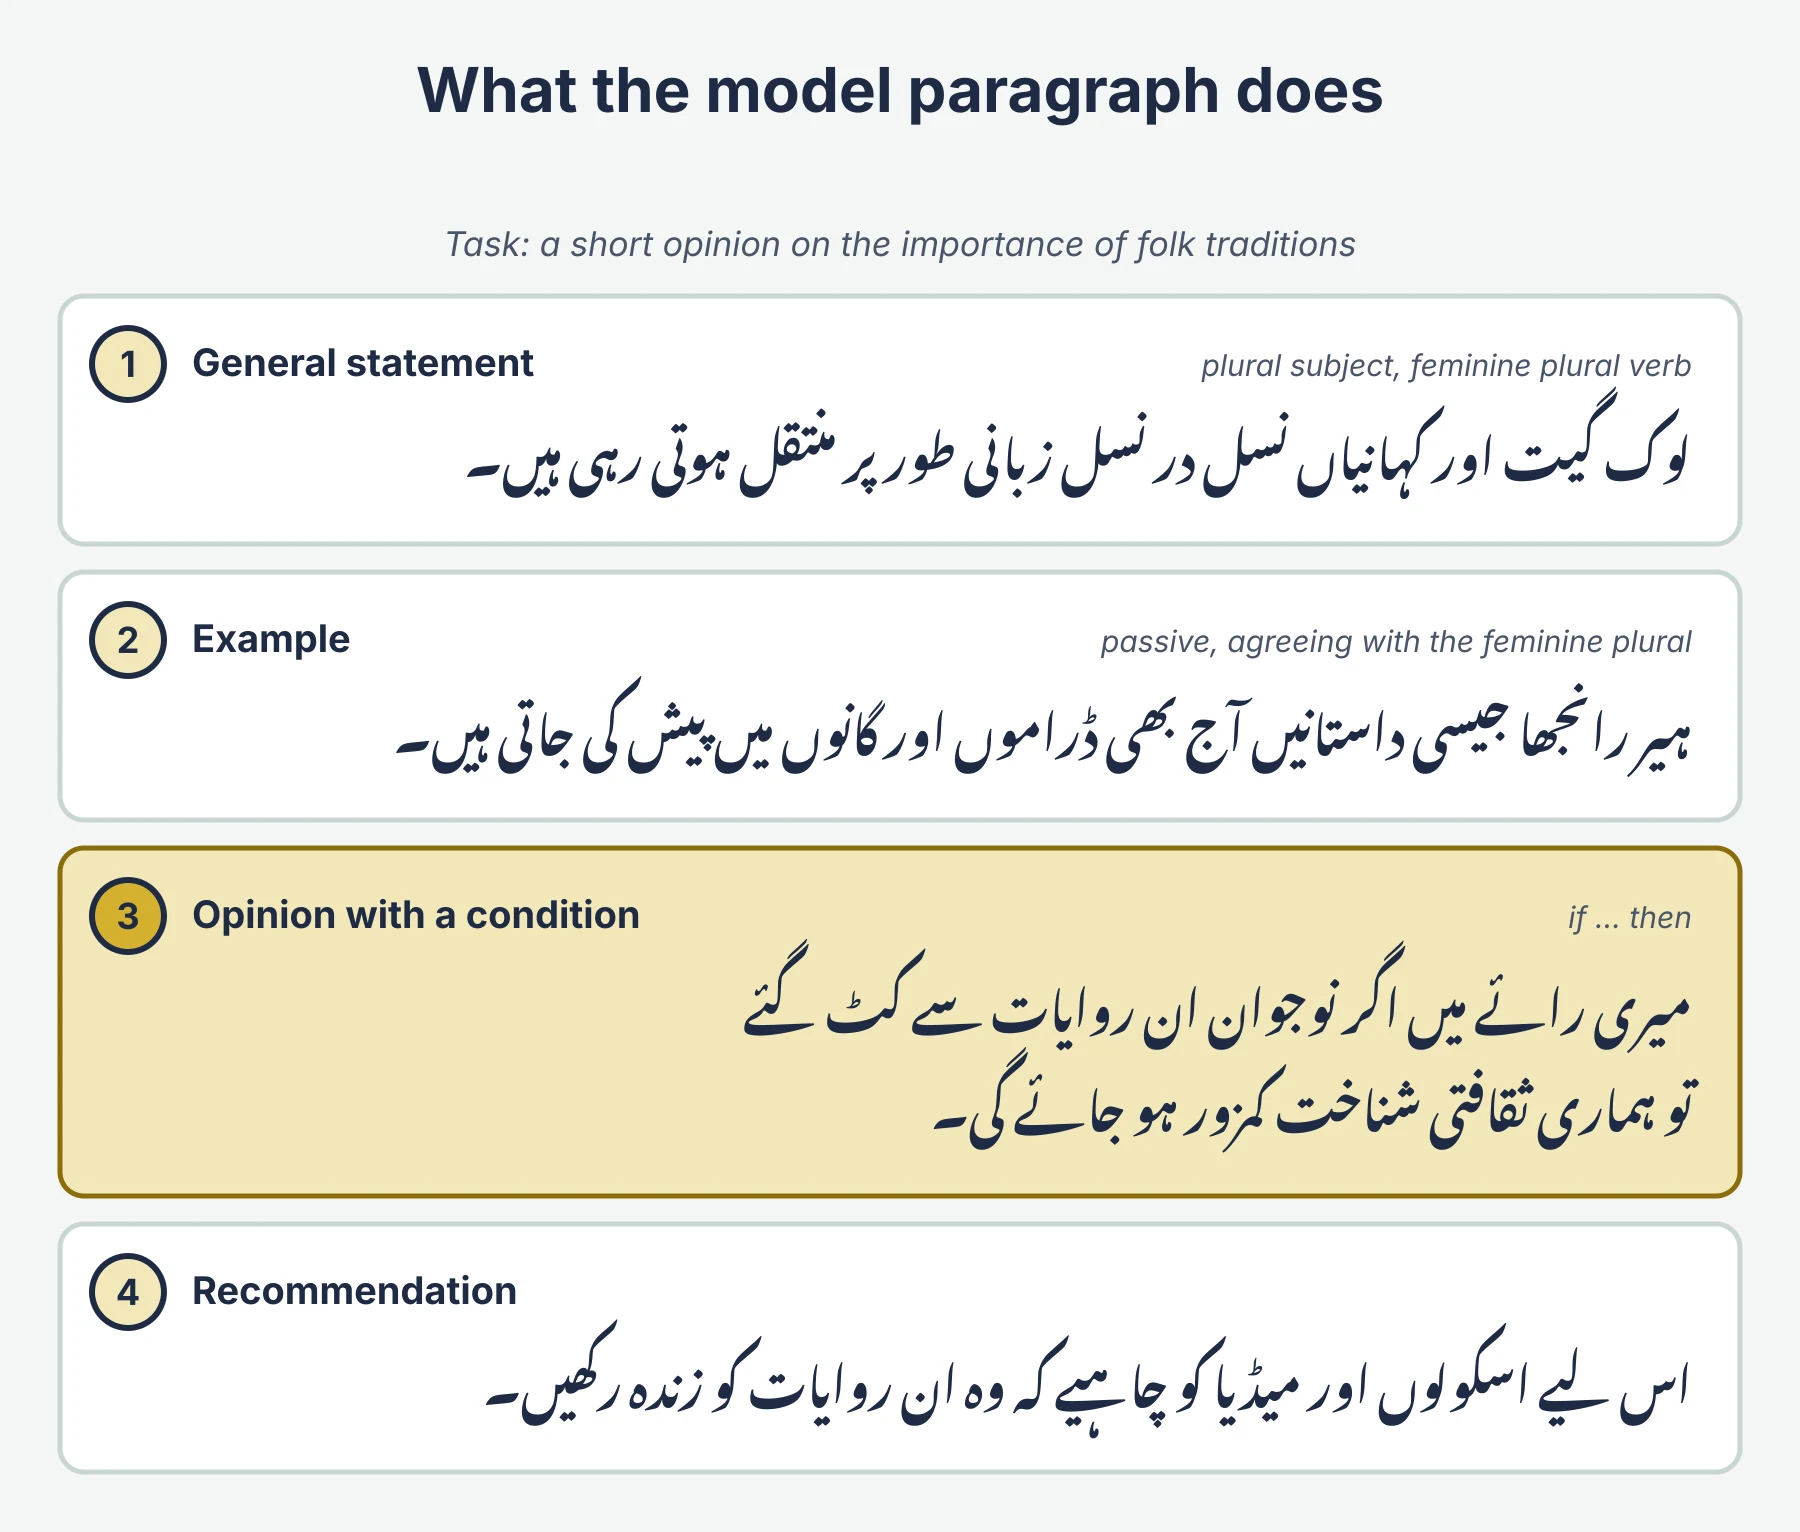 What the model paragraph does
Task: a short opinion on the importance of folk traditions
1 General statement plural subject, feminine plural verb
لوک گیت اور کہانیاں نسل در نسل زبانی طور پر منتقل ہوتی رہی ہیں۔
2 Example passive, agreeing with the feminine plural
ہیر رانجھا جیسی داستانیں آج بھی ڈراموں اور گانوں میں پیش کی جاتی ہیں۔
3 Opinion with a condition if ... then
میری رائے میں اگر نوجوان ان روایات سے کٹ گئے
تو ہماری ثقافتی شناخت کمزور ہو جائے گی۔
4 Recommendation
اس لیے اسکولوں اور میڈیا کو چاہیے کہ وہ ان روایات کو زندہ رکھیں۔